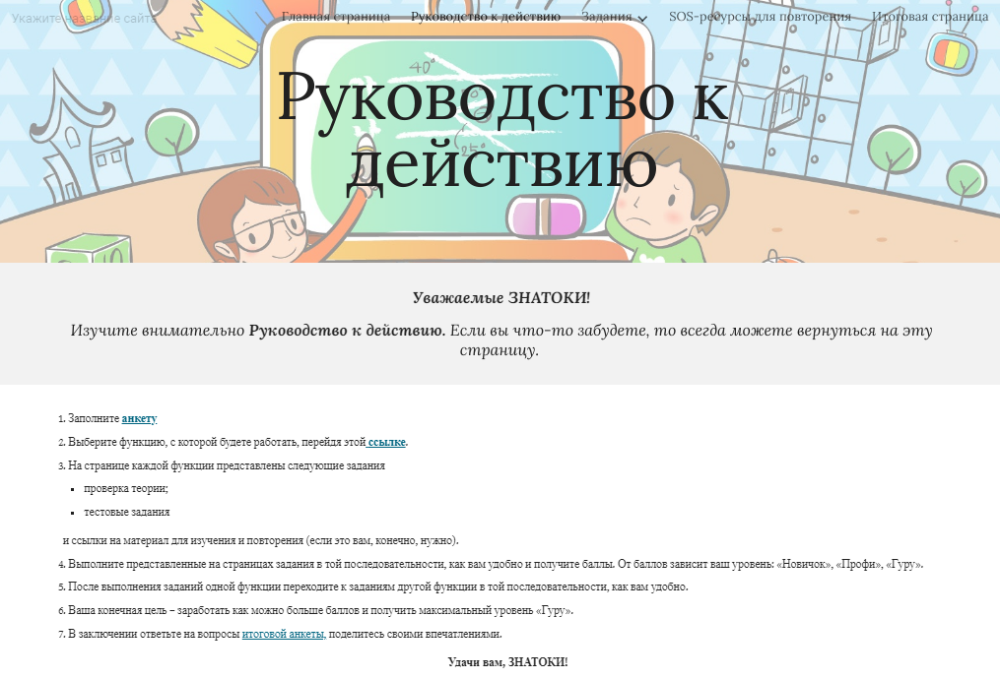 Укажите название сайта
Главная страница Руководство к действию Задания SOS-ресурсы для повторения Итоговая страница
40°
25°
Руководство к
действию
Уважаемые ЗНАТОКИ!
Изучите внимательно Руководство к действию. Если вы что-то забудете, то всегда можете вернуться на эту
страницу.
1. Заполните анкету
2. Выберите функцию, с которой будете работать, перейдя этой ссылке.
3. На странице каждой функции представлены следующие задания
▪ проверка теории;
▪ тестовые задания
и ссылки на материал для изучения и повторения (если это вам, конечно, нужно).
4. Выполните представленные на страницах задания в той последовательности, как вам удобно и получите баллы. От баллов зависит ваш уровень: «Новичок», «Профи», «Гуру».
5. После выполнения заданий одной функции переходите к заданиям другой функции в той последовательности, как вам удобно.
6. Ваша конечная цель – заработать как можно больше баллов и получить максимальный уровень «Гуру».
7. В заключении ответьте на вопросы итоговой анкеты, поделитесь своими впечатлениями.
Удачи вам, ЗНАТОКИ!